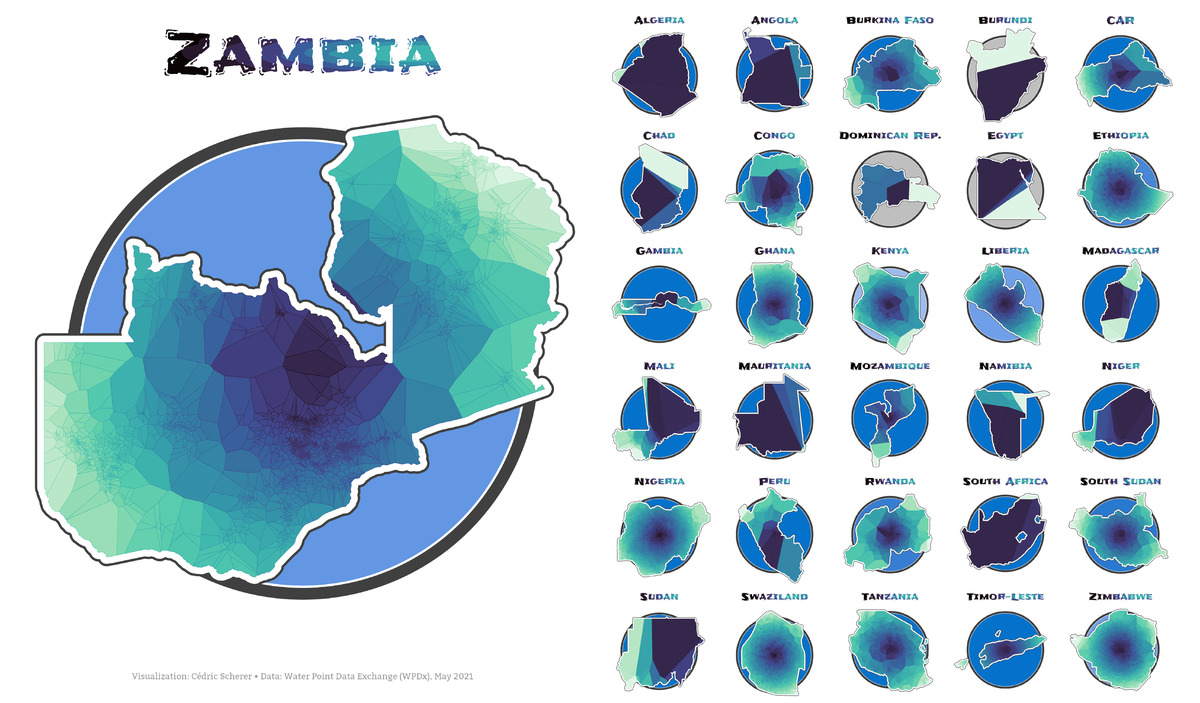 Zambia
Algeria
Angola
Burkina Faso
Burundi
CAR
Chad
Congo
Dominican Rep.
Egypt
Ethiopia
Gambia
Ghana
Kenya
Liberia
Madagascar
Mali
Mauritania
Mozambique
Namibia
Niger
Nigeria
Peru
Rwanda
South Africa
South Sudan
Sudan
Swaziland
Tanzania
Timor-Leste
Zimbabwe
Visualization: Cédric Scherer • Data: Water Point Data Exchange (WPDx), May 2021